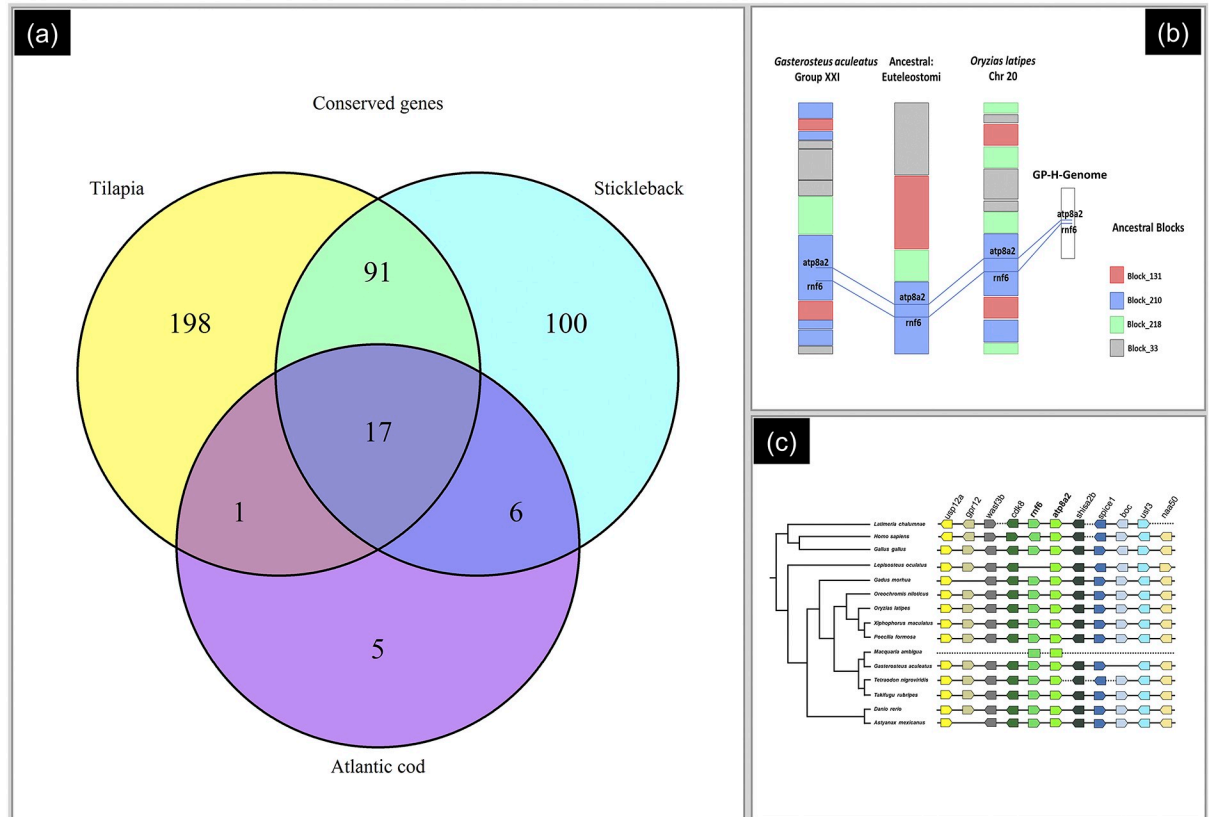 (a)
Conserved genes
Tilapia
Stickleback
91
198
100
17
1
6
5
Atlantic cod
(b)
Gasterosteus aculeatus
Group XXI
Ancestral:
Euteleostomi
Oryzias latipes
Chr 20
GP-H-Genome
atp8a2
rnf6
atp8a2
rnf6
atp8a2
rnf6
atp8a2
rnf6
Ancestral Blocks
Block_131
Block_210
Block_218
Block_33
(c)
usp12a
gpr12
wasf3b
cdk8
rnf6
atp8a2
shisa2b
spice1
boc
usf3
naa50
Latimeria chalumnae
Homo sapiens
Gallus gallus
Lepisosteus oculatus
Gadus morhua
Oreochromis niloticus
Oryzias latipes
Xiphophorus maculatus
Poecilia formosa
Macquaria ambigua
Gasterosteus aculeatus
Tetraodon nigroviridis
Takifugu rubripes
Danio rerio
Astyanax mexicanus